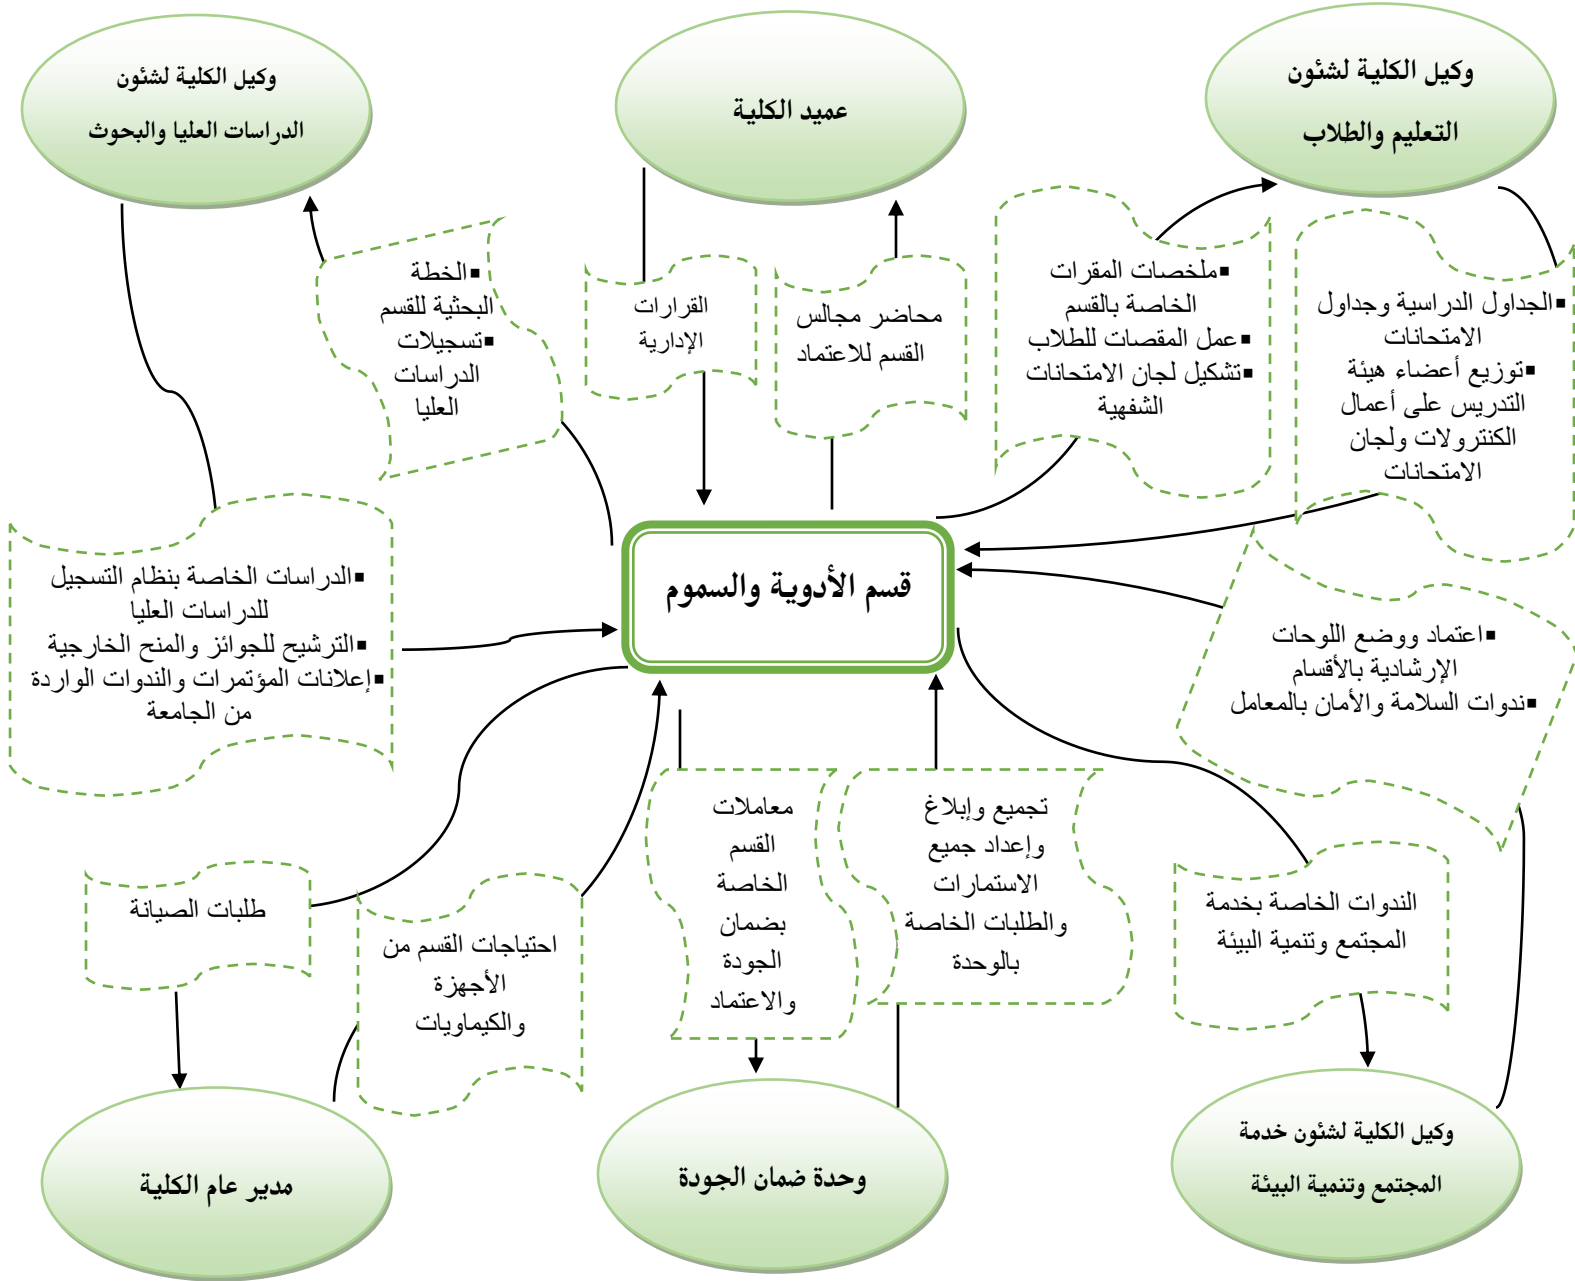 وكيل الكلية لشئون
التعليم والطلاب
عميد الكلية
وكيل الكلية لشئون
الدراسات العليا والبحوث
▪الجداول الدراسية وجداول
الامتحانات
▪توزيع أعضاء هيئة
التدريس على أعمال
الكنترولات ولجان
الامتحانات
▪ملخصات المقرات
الخاصة بالقسم
▪عمل المقصات للطلاب
▪تشكيل لجان الامتحانات
الشفهية
محاضر مجالس
القسم للاعتماد
القرارات
الإدارية
▪الخطة
البحثية للقسم
▪تسجيلات
الدراسات
العليا
▪الدراسات الخاصة بنظام التسجيل
للدراسات العليا
▪الترشيح للجوائز والمنح الخارجية
▪إعلانات المؤتمرات والندوات الواردة
من الجامعة
قسم الأدوية والسموم
▪اعتماد ووضع اللوحات
الإرشادية بالأقسام
▪ندوات السلامة والأمان بالمعامل
الندوات الخاصة بخدمة
المجتمع وتنمية البيئة
تجميع وإبلاغ
وإعداد جميع
الاستمارات
والطلبات الخاصة
بالوحدة
معاملات
القسم
الخاصة
بضمان
الجودة
والاعتماد
احتياجات القسم من
الأجهزة
والكيماويات
طلبات الصيانة
وكيل الكلية لشئون خدمة
المجتمع وتنمية البيئة
وحدة ضمان الجودة
مدير عام الكلية